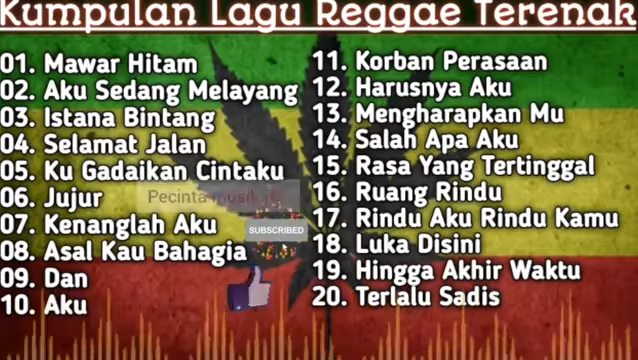 Kumpulan Lagu Reggae Terenak
01. Mawar Hitam
02. Aku Sedang Melayang
03. Istana Bintang
04. Selamat Jalan
05. Ku Gadaikan Cintaku
06. Jujur
07. Kenanglah Aku
08. Asal Kau Bahagia
09. Dan
10. Aku
11. Korban Perasaan
12. Harusnya Aku
13. Mengharapkan Mu
14. Salah Apa Aku
15. Rasa Yang Tertinggal
16. Ruang Rindu
17. Rindu Aku Rindu Kamu
18. Luka Disini
19. Hingga Akhir Waktu
20. Terlalu Sadis
Pecinta musik
SUBSCRIBED